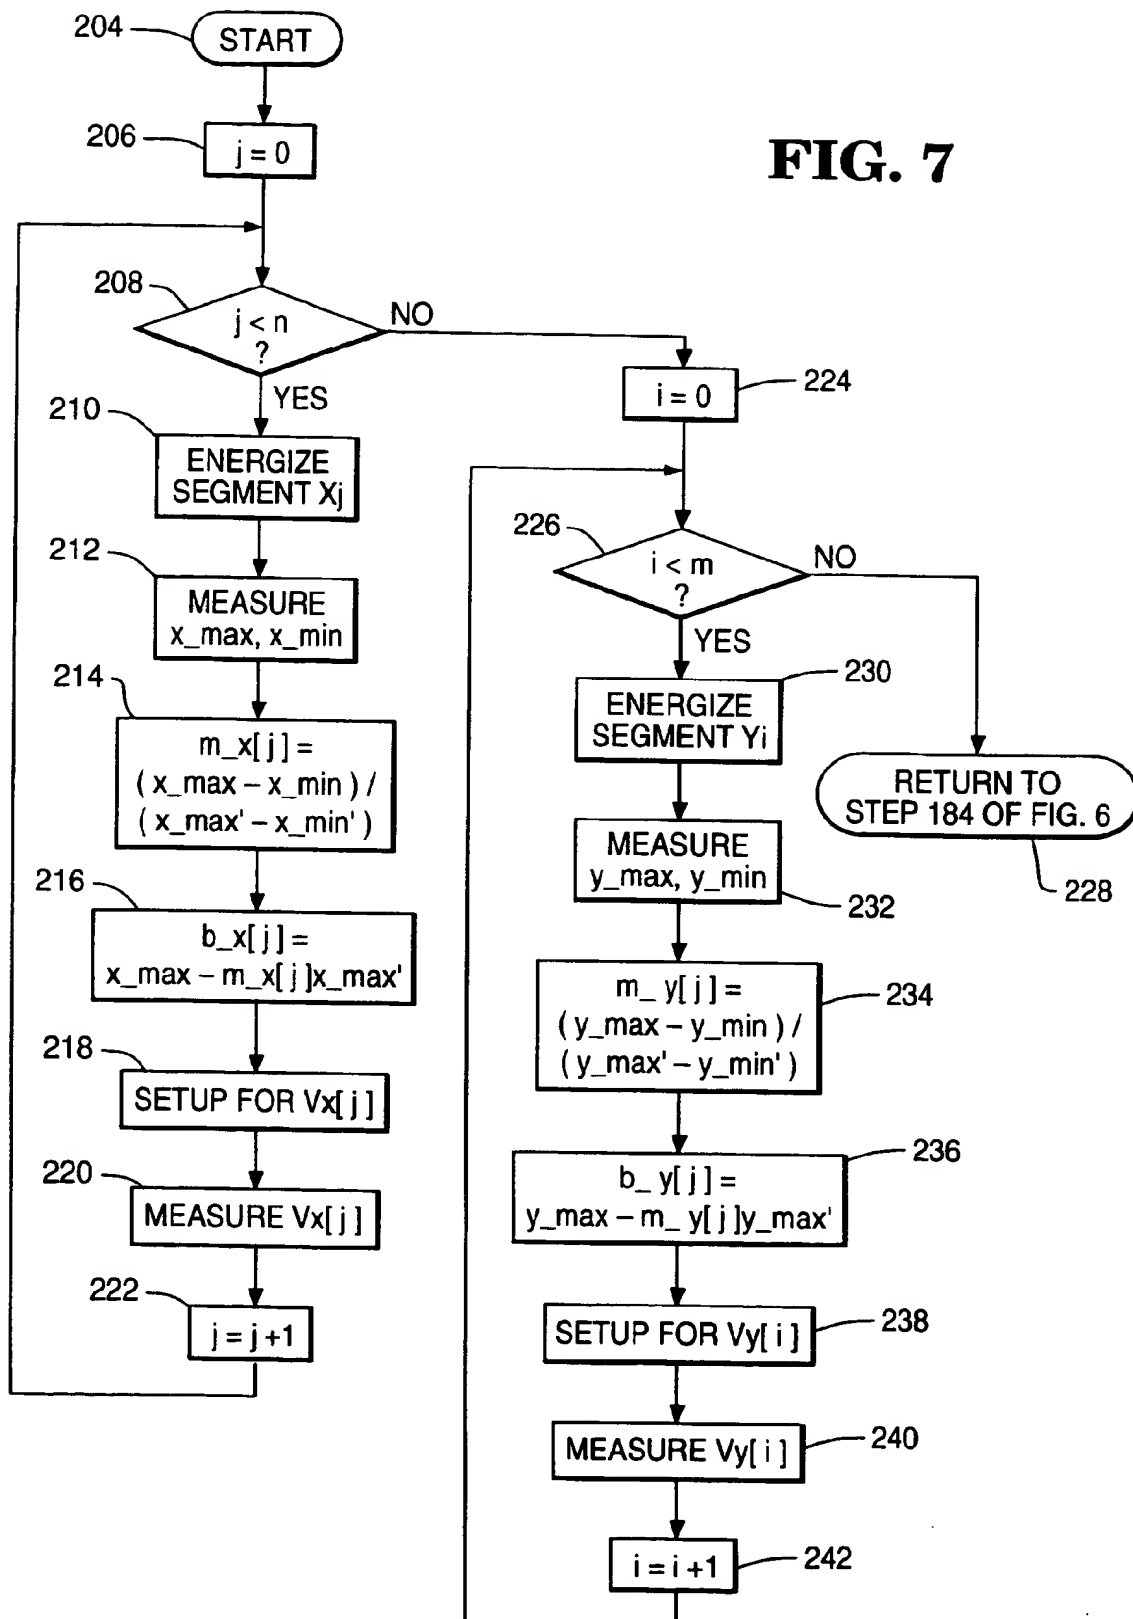 204
START
206
j = 0
FIG. 7
208
j < n
?
NO
YES
210
ENERGIZE
SEGMENT Xj
212
MEASURE
x_max, x_min
214
m_x[ j ] =
( x_max – x_min ) /
( x_max' – x_min' )
216
b_x[ j ] =
x_max – m_x[ j ]x_max'
218
SETUP FOR Vx[ j ]
220
MEASURE Vx[ j ]
222
j = j +1
224
i = 0
226
i < m
?
NO
YES
230
ENERGIZE
SEGMENT Yi
RETURN TO
STEP 184 OF FIG. 6
228
MEASURE
y_max, y_min
232
m_ y[ j ] =
( y_max – y_min ) /
( y_max' – y_min' )
234
b_ y[ j ] =
y_max – m_ y[ j ]y_max'
236
SETUP FOR Vy[ i ]
238
MEASURE Vy[ i ]
240
i = i +1
242